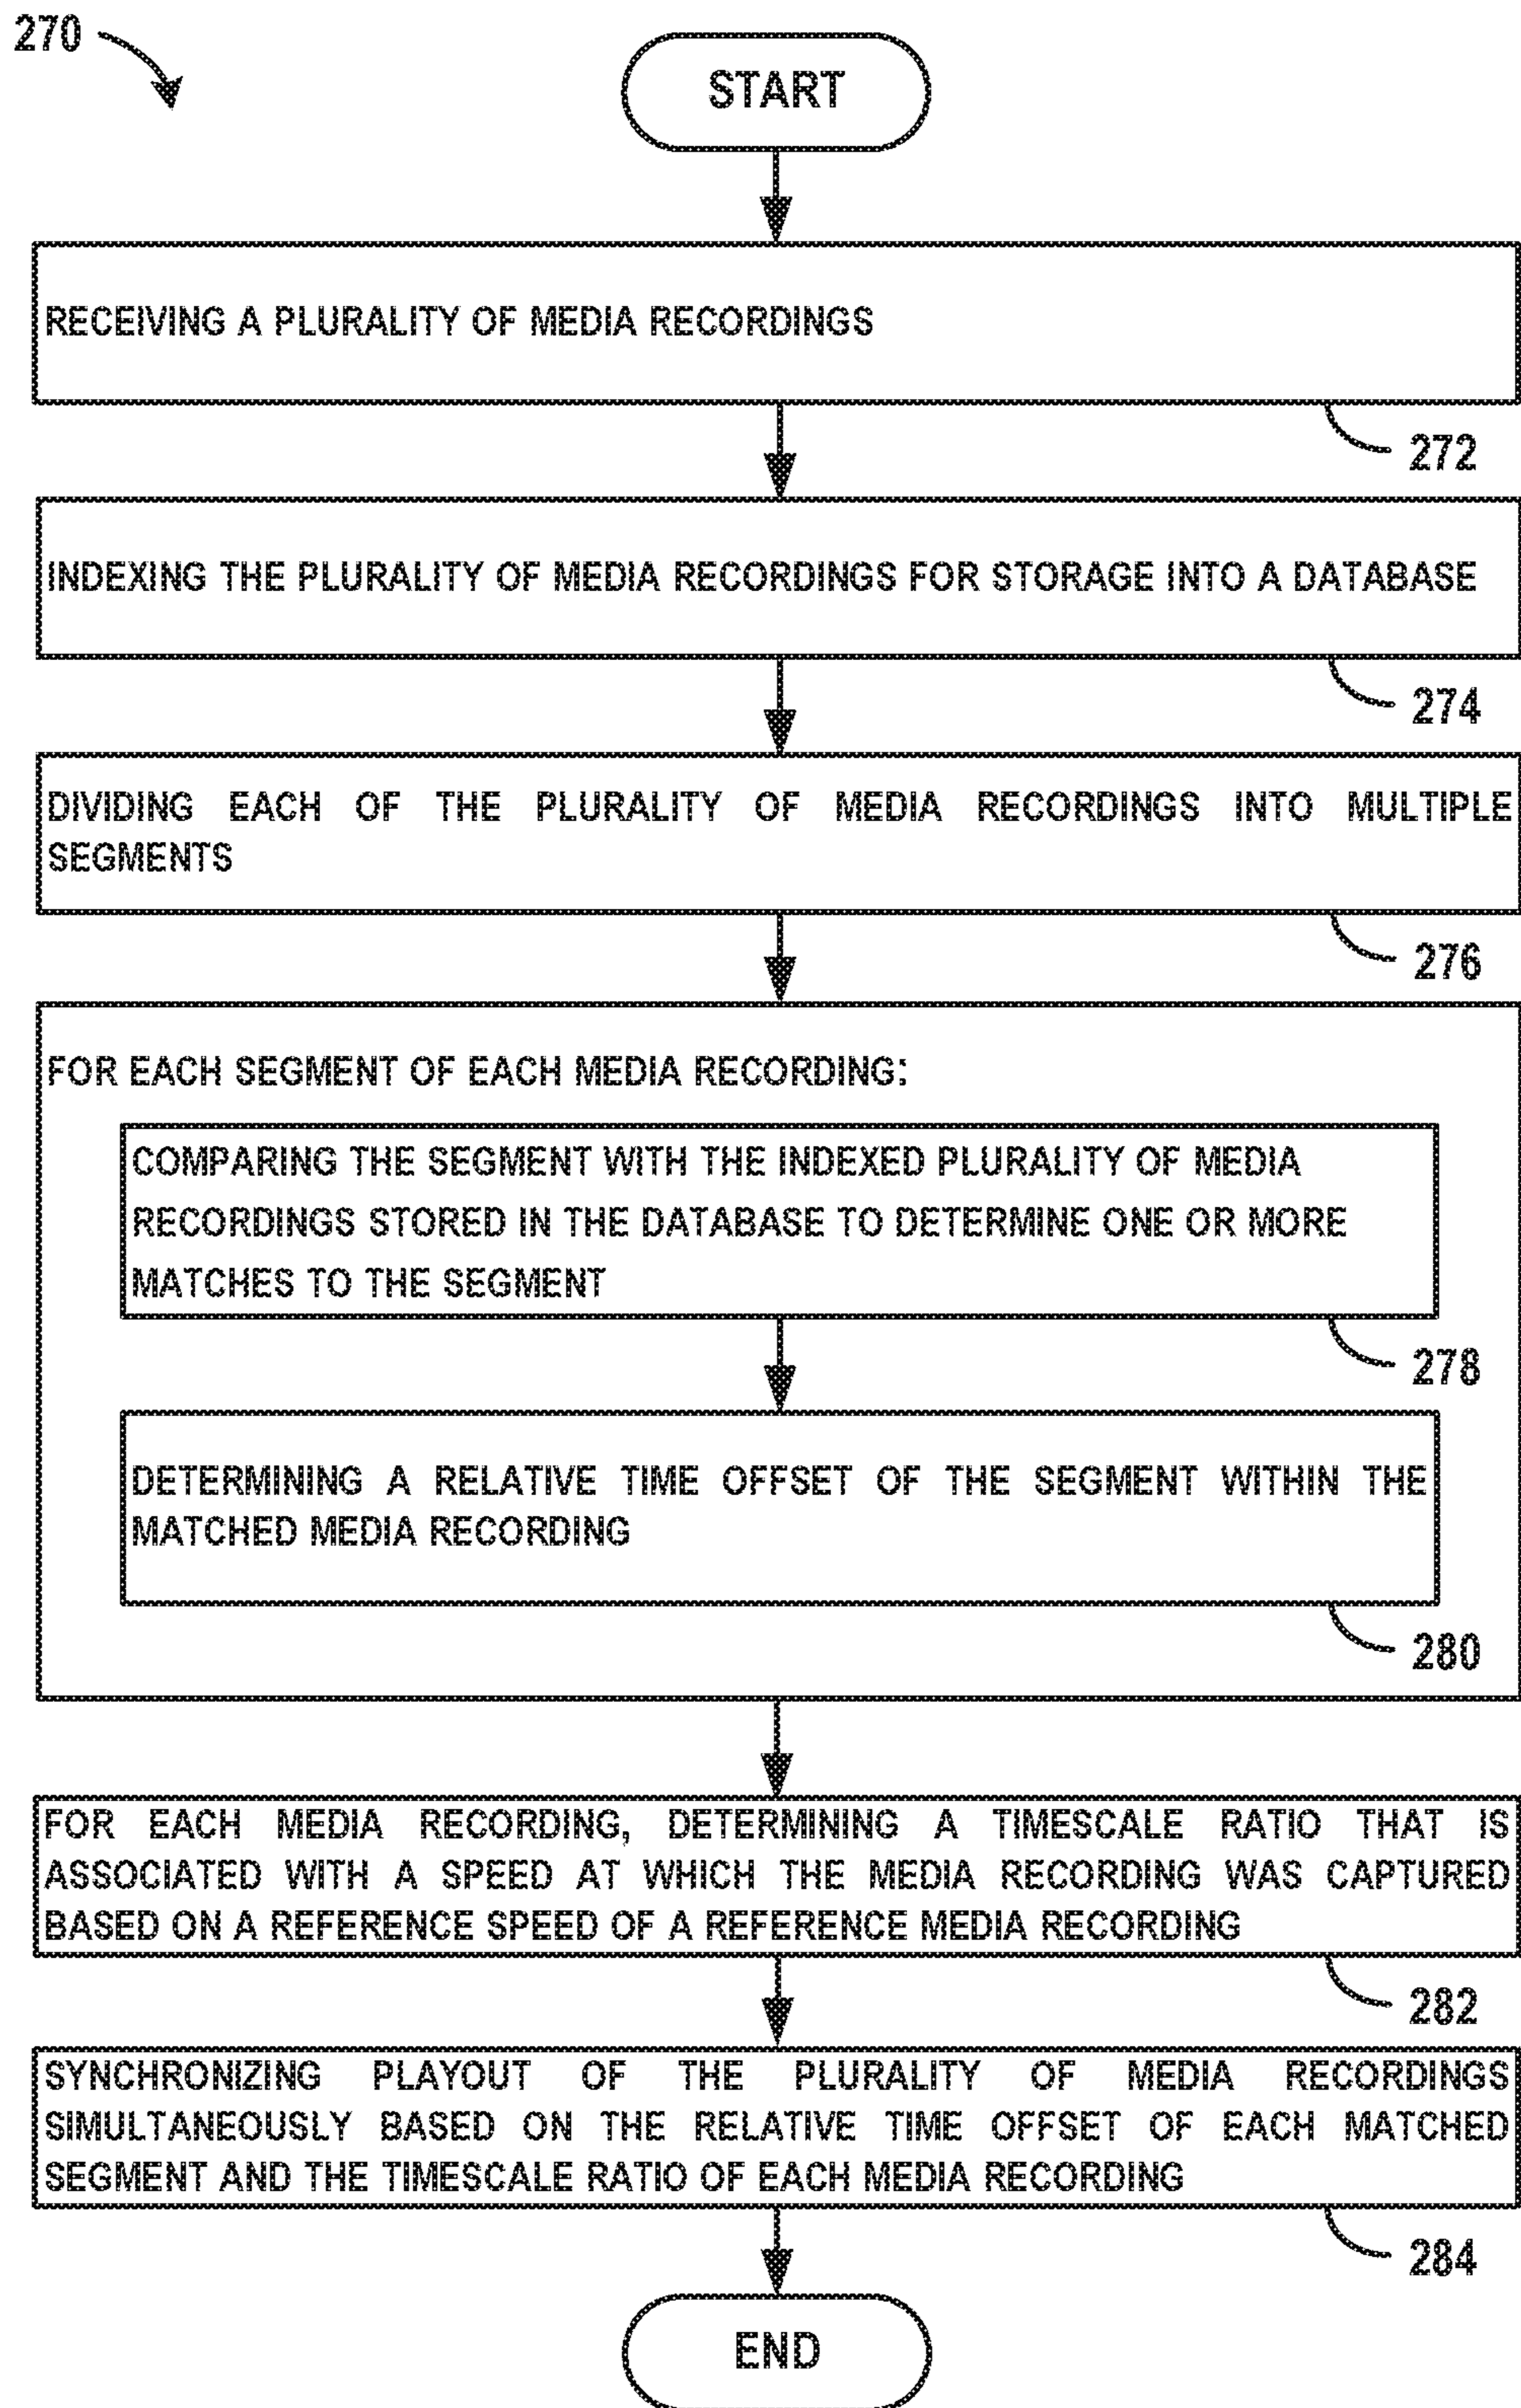 270
START
RECEIVING A PLURALITY OF MEDIA RECORDINGS
272
INDEXING THE PLURALITY OF MEDIA RECORDINGS FOR STORAGE INTO A DATABASE
274
DIVIDING EACH OF THE PLURALITY OF MEDIA RECORDINGS INTO MULTIPLE
SEGMENTS
276
FOR EACH SEGMENT OF EACH MEDIA RECORDING:
COMPARING THE SEGMENT WITH THE INDEXED PLURALITY OF MEDIA
RECORDINGS STORED IN THE DATABASE TO DETERMINE ONE OR MORE
MATCHES TO THE SEGMENT
278
DETERMINING A RELATIVE TIME OFFSET OF THE SEGMENT WITHIN THE
MATCHED MEDIA RECORDING
280
FOR EACH MEDIA RECORDING, DETERMINING A TIMESCALE RATIO THAT IS
ASSOCIATED WITH A SPEED AT WHICH THE MEDIA RECORDING WAS CAPTURED
BASED ON A REFERENCE SPEED OF A REFERENCE MEDIA RECORDING
282
SYNCHRONIZING PLAYOUT OF THE PLURALITY OF MEDIA RECORDINGS
SIMULTANEOUSLY BASED ON THE RELATIVE TIME OFFSET OF EACH MATCHED
SEGMENT AND THE TIMESCALE RATIO OF EACH MEDIA RECORDING
284
END